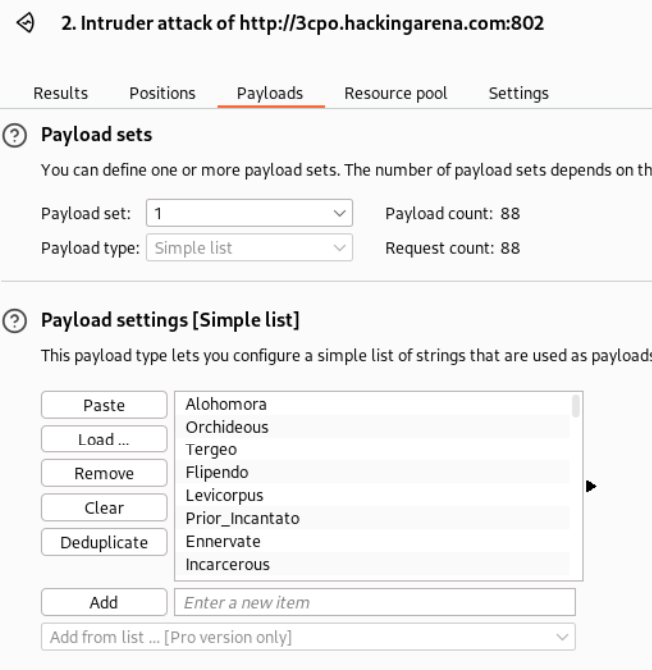 2. Intruder attack of http://3cpo.hackingarena.com:802
Results Positions Payloads Resource pool Settings
Payload sets
You can define one or more payload sets. The number of payload sets depends on th
Payload set: 1 Payload count: 88
Payload type: Simple list Request count: 88
Payload settings [Simple list]
This payload type lets you configure a simple list of strings that are used as payloads
Paste
Load ...
Remove
Clear
Deduplicate
Alohomora
Orchideous
Tergeo
Flipendo
Levicorpus
Prior_Incantato
Ennervate
Incarcerous
Add Enter a new item
Add from list ... [Pro version only]